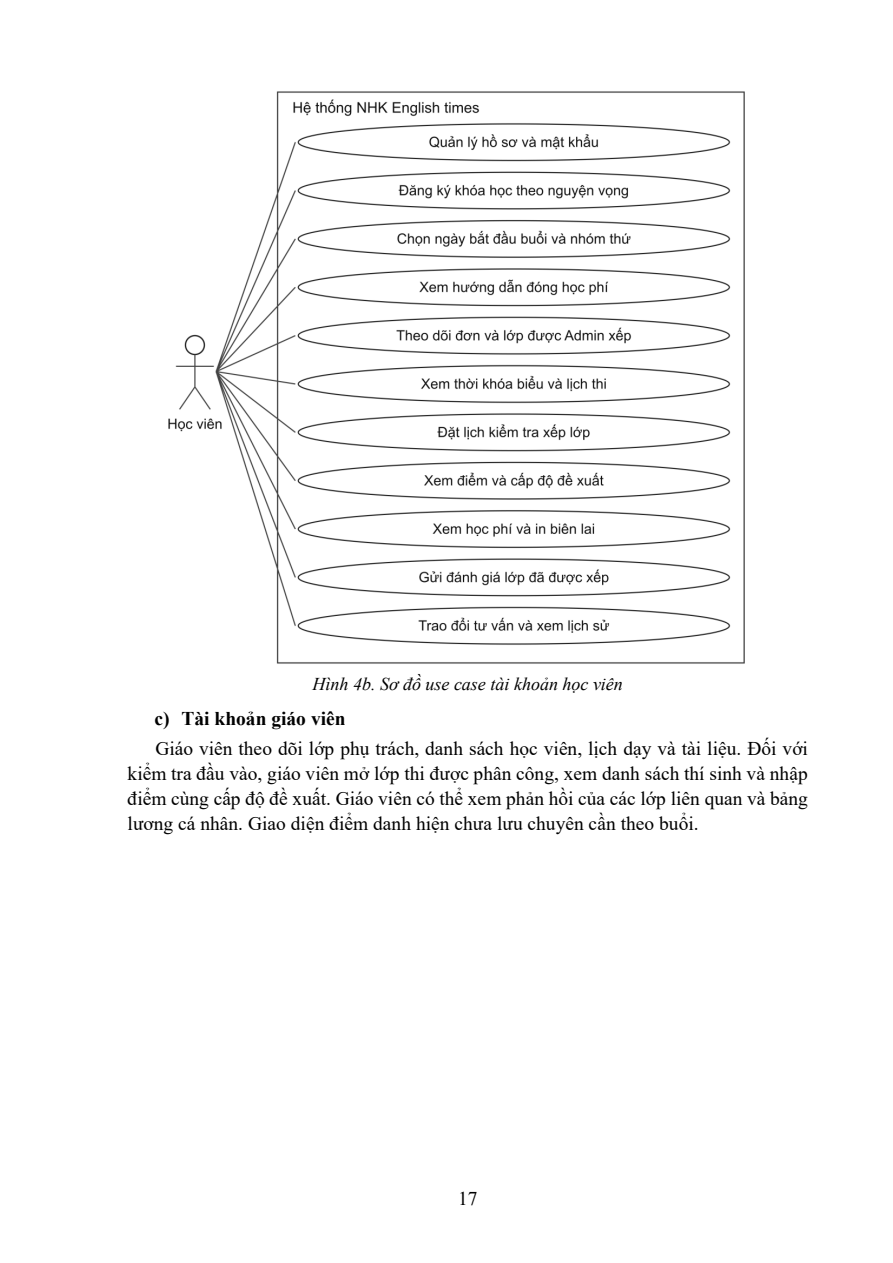 Hệ thống NHK English times
Quản lý hồ sơ và mật khẩu
Đăng ký khóa học theo nguyện vọng
Chọn ngày bắt đầu buổi và nhóm thứ
Xem hướng dẫn đóng học phí
Theo dõi đơn và lớp được Admin xếp
Xem thời khóa biểu và lịch thi
Học viên
Đặt lịch kiểm tra xếp lớp
Xem điểm và cấp độ đề xuất
Xem học phí và in biên lai
Gửi đánh giá lớp đã được xếp
Trao đổi tư vấn và xem lịch sử
Hình 4b. Sơ đồ use case tài khoản học viên
c) Tài khoản giáo viên
Giáo viên theo dõi lớp phụ trách, danh sách học viên, lịch dạy và tài liệu. Đối với
kiểm tra đầu vào, giáo viên mở lớp thi được phân công, xem danh sách thí sinh và nhập
điểm cùng cấp độ đề xuất. Giáo viên có thể xem phản hồi của các lớp liên quan và bảng
lương cá nhân. Giao diện điểm danh hiện chưa lưu chuyên cần theo buổi.
17